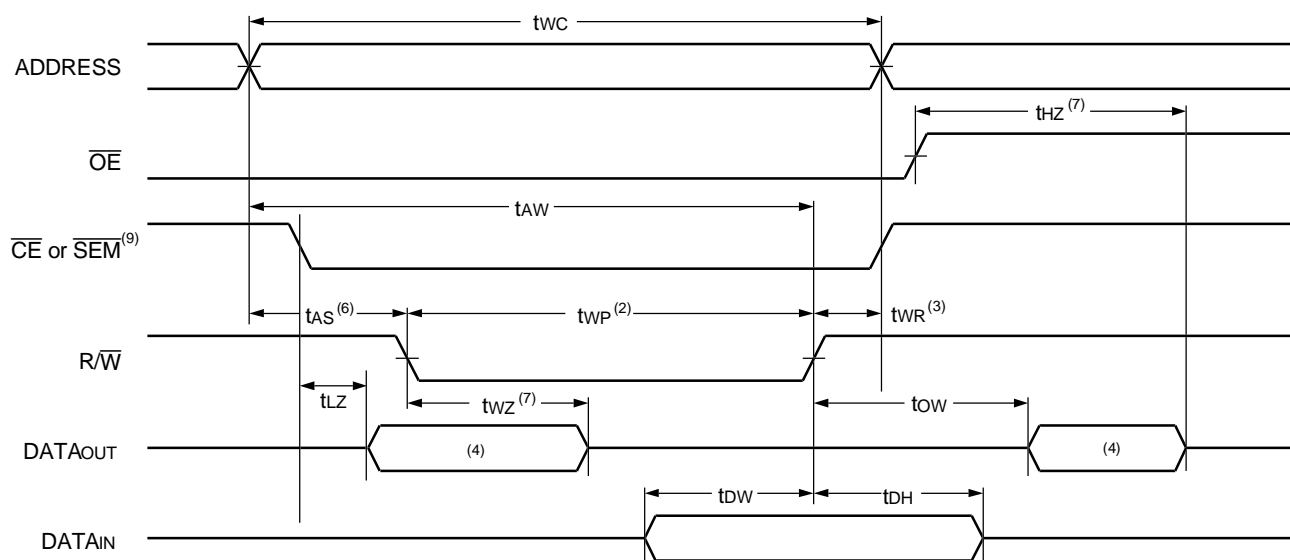 tWC
ADDRESS
tHZ (7)
OE
tAW
CE or SEM(9)
tAS(6)
tWP(2)
tWR(3)
R/W
tLZ
tWZ (7)
tOW
DATAOUT
(4)
(4)
tDW
tDH
DATAIN